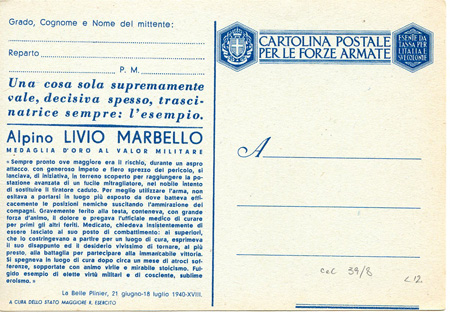 Grado, Cognome e Nome del mittente:
Reparto
P. M.
Una cosa sola supremamente
vale, decisiva spesso, trasci-
natrice sempre: l'esempio.
Alpino LIVIO MARBELLO
MEDAGLIA D'ORO AL VALOR MILITARE
« Sempre pronto ove maggiore era il rischio, durante un aspro
attacco, con generoso impeto e fiero sprezzo del pericolo, si
lanciava, di iniziativa, in terreno scoperto per raggiungere la po-
stazione avanzata di un fucile mitragliatore, nel nobile intento
di sostituire il tiratore caduto. Per meglio utilizzare l'arma, non
esitava a portarsi in luogo più esposto da dove batteva effi-
cacemente le posizioni nemiche suscitando l'ammirazione dei
compagni. Gravemente ferito alla testa, conteneva, con grande
forza d'animo, il dolore e pregava l'ufficiale medico di curare
per primi gli altri feriti. Medicato, chiedeva insistentemente di
essere lasciato al suo posto di combattimento: ai superiori,
che lo costringevano a partire per un luogo di cura, esprimeva
il suo disappunto ed il desiderio vivissimo di tornare, al più
presto, alla battaglia per partecipare alla immancabile vittoria.
Si spegneva in luogo di cura dopo circa un mese di atroci sof-
ferenze, sopportate con animo virile e mirabile stoicismo. Ful-
gido esempio di elette virtù militari e di cosciente, sublime
eroismo. »
La Belle Plinier, 21 giugno-18 luglio 1940-XVIII.
A CURA DELLO STATO MAGGIORE R. ESERCITO
CARTOLINA POSTALE
PER LE FORZE ARMATE
ESENTE DA
TASSA PER
L'ITALIA E
SUE COLONIE
A
cal 39/8